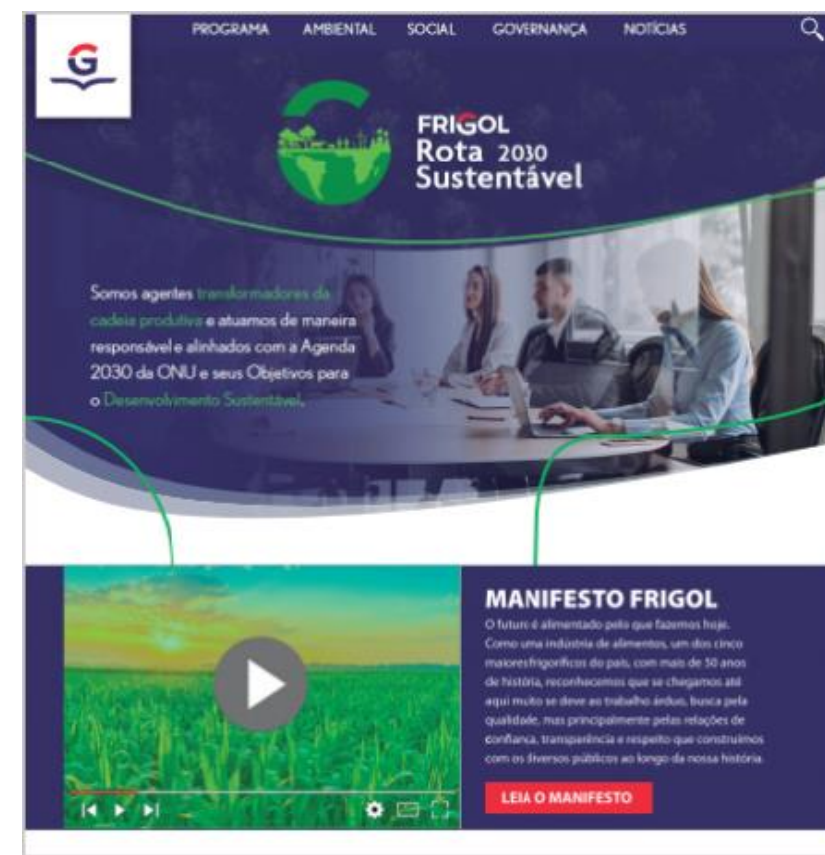 PROGRAMA AMBIENTAL SOCIAL GOVERNANÇA NOTÍCIAS
G
FRIGOL
Rota 2030
Sustentável
Somos agentes transformadores da
cadeia produtiva e atuamos de maneira
responsável e alinhados com a Agenda
2030 da ONU e seus Objetivos para
o Desenvolvimento Sustentável.
MANIFESTO FRIGOL
O futuro é alimentado pelo que fazemos hoje.
Como uma indústria de alimentos, um dos cinco
maiores frigoríficos do país, com mais de 50 anos
de história, reconhecemos que se chegamos até
aqui muito se deve ao trabalho árduo, busca pela
qualidade, mas principalmente pelas relações de
confiança, transparência e respeito que construímos
com os diversos públicos ao longo da nossa história.
LEIA O MANIFESTO